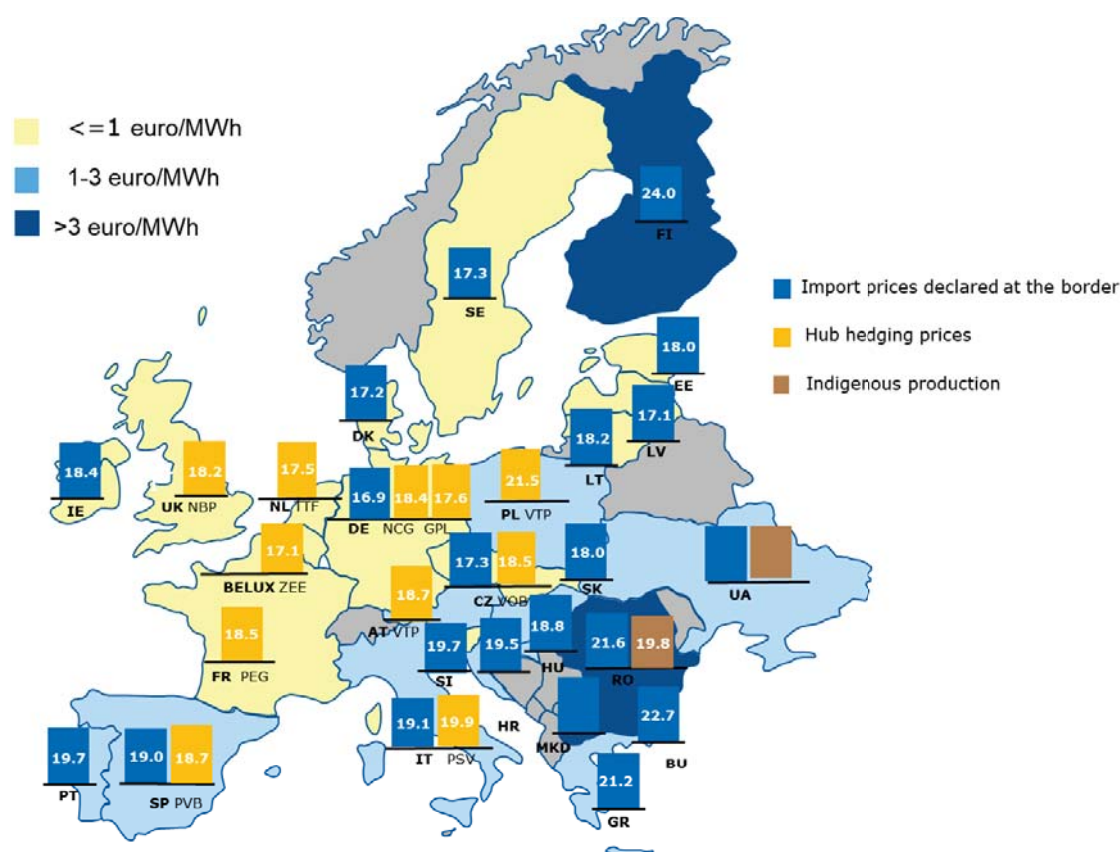 <=1 euro/MWh
1-3 euro/MWh
>3 euro/MWh
24.0
FI
17.3
SE
Import prices declared at the border
Hub hedging prices
Indigenous production
18.0
EE
17.2
DK
17.1
LV
18.2
LT
18.4
IE
18.2
UK NBP
17.5
NL TTF
16.9 18.4 17.6
DE NCG GPL
21.5
PL VTP
17.1
BELUX ZEE
17.3 18.5
CZ VOB
18.0
SK
UA
18.7
AT VTP
18.5
FR PEG
19.7
SI
19.5
HR
18.8
HU
21.6 19.8
RO
19.1 19.9
IT PSV
MKD
22.7
BU
19.7
PT
19.0 18.7
SP PVB
21.2
GR